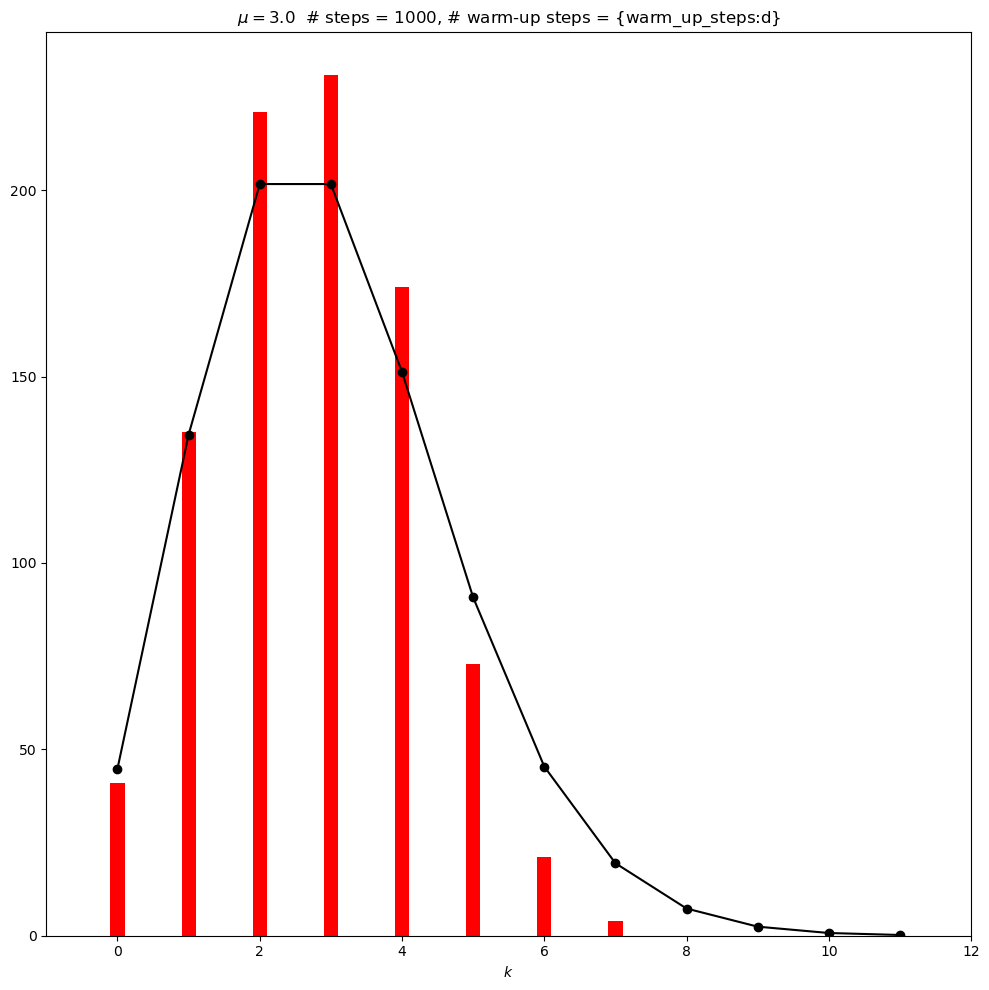 μ = 3.0 # steps = 1000, # warm-up steps = {warm_up_steps:d}
200
150
100
50
0
0 2 4 6 8 10 12
k